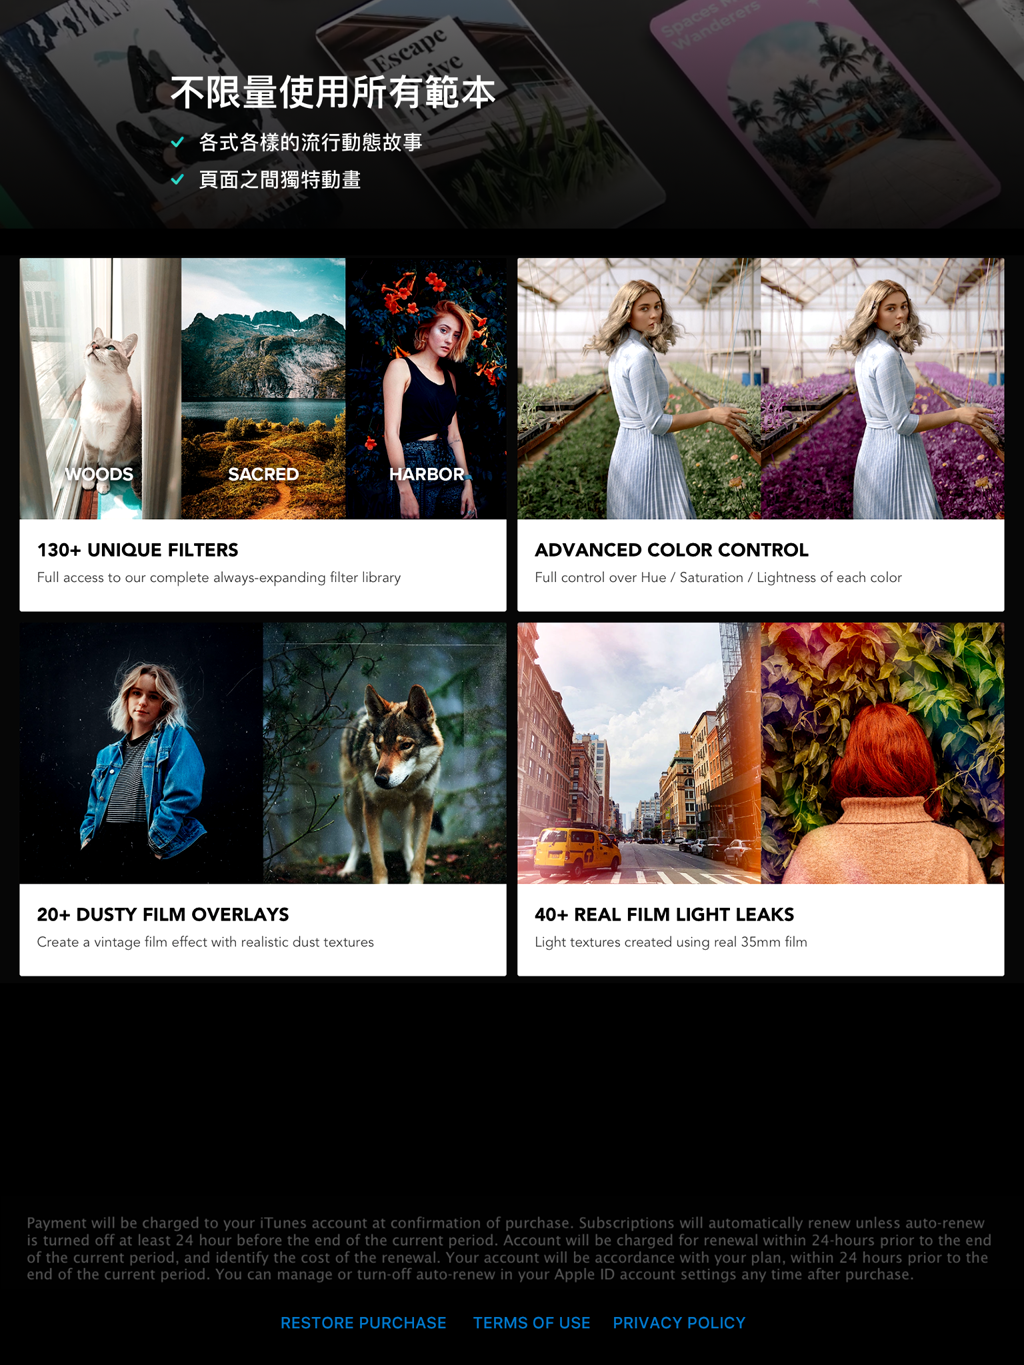 Escape
Spaces
Wanderers
不限量使用所有範本
各式各樣的流行動態故事
頁面之間獨特動畫
WALK
WOODS
SACRED
HARBOR
130+ UNIQUE FILTERS
Full access to our complete always-expanding filter library
ADVANCED COLOR CONTROL
Full control over Hue / Saturation / Lightness of each color
20+ DUSTY FILM OVERLAYS
Create a vintage film effect with realistic dust textures
40+ REAL FILM LIGHT LEAKS
Light textures created using real 35mm film
Payment will be charged to your iTunes account at confirmation of purchase. Subscriptions will automatically renew unless auto-renew
is turned off at least 24 hour before the end of the current period. Account will be charged for renewal within 24-hours prior to the end
of the current period, and identify the cost of the renewal. Your account will be accordance with your plan, within 24 hours prior to the
end of the current period. You can manage or turn-off auto-renew in your Apple ID account settings any time after purchase.
RESTORE PURCHASE
TERMS OF USE
PRIVACY POLICY